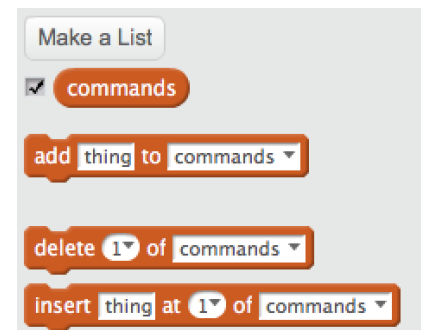 Make a List
commands
add thing to commands
delete 1 of commands
insert thing at 1 of commands